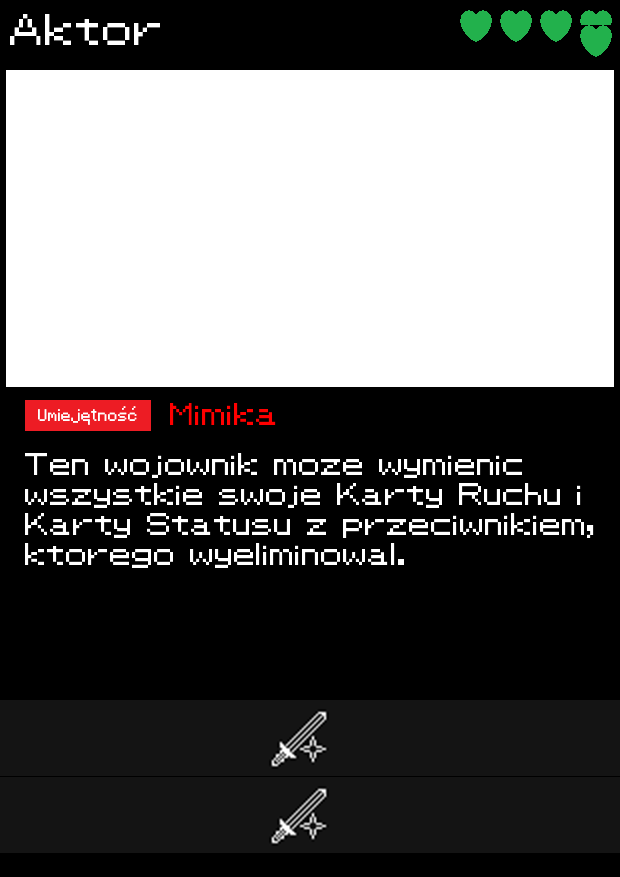 Aktor
Umiejętność Mimika
Ten wojownik moze wymienic
wszystkie swoje Karty Ruchu i
Karty Statusu z przeciwnikiem,
ktorego wyeliminowal.